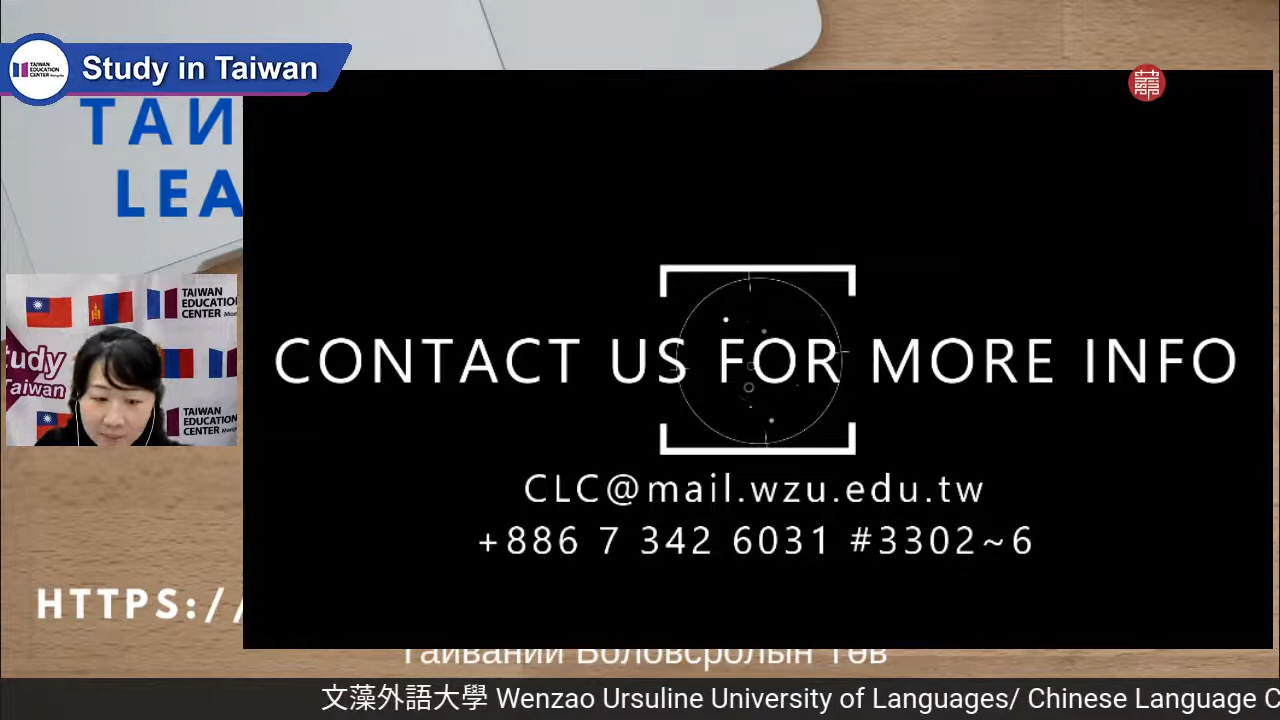 TAIWAN
EDUCATION
CENTER Mongolia
Study in Taiwan
ТАЙ
LEA
TAIWAN
EDUCATION
CENTER
tudy
Taiwan
TAIWAN
EDUCATION
CENTER
CONTACT US FOR MORE INFO
CLC@mail.wzu.edu.tw
+886 7 342 6031 #3302~6
HTTPS://
Тайваний Боловсролын Төв
文藻外語大學 Wenzao Ursuline University of Languages/ Chinese Language C